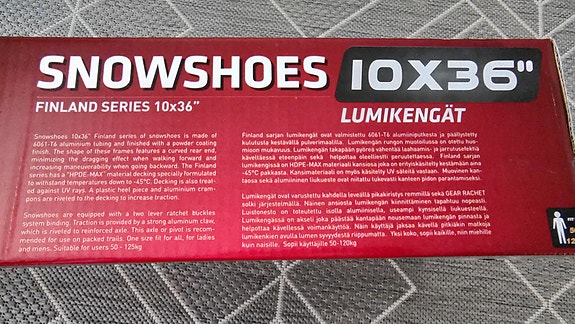 SNOWSHOES 10X36"
FINLAND SERIES 10x36"
LUMIKENGÄT
Snowshoes 10x36" Finland series of snowshoes is made of
6061-T6 aluminium tubing and finished with a powder coating
finish. The shape of these frames features a curved rear end,
minimizing the dragging effect when walking forward and
increasing maneuverability when going backward. The Finland
series has a "HPDE-MAX" material decking specially formulated
to withstand temperatures down to -45°C. Decking is also treat-
ed against UV rays. A plastic heel piece and aluminium cram-
pons are riveted to the decking to increase traction.
Snowshoes are equipped with a two lever ratchet buckles
system binding. Traction is provided by a strong aluminum claw,
which is riveted to reinforced axle. This axle or pivot is recom-
mended for use on packed trails. One size fit for all, for ladies
and mens. Suitable for users 50 - 125kg
Finland sarjan lumikengät ovat valmistettu 6061-T6 alumiiniputkesta ja päällystetty
kulutusta kestävällä pulverimaalilla. Lumikengän rungon muotoilussa on otettu huo-
mioon mukavuus. Lumikengän takapään pyöreä vähentää laahaamis- ja jarrutusefektiä
käveltäessä eteenpäin sekä helpottaa oleellisesti peruutettaessa. Finland sarjan
lumikengissä on HDPE-MAX materiaali kansiosa joka on erityiskäsitelty kestämään aina
-45°C pakkasta. Kansimateriaali on myös käsitelty UV säteilyä vastaan. Muovinen kan-
taosa sekä alumiininen liukueste ovat niitattu tukevasti kanteen pidon parantamiseksi.
Lumikengät ovat varustettu kahdella leveällä pikakiristys remmillä sekä GEAR RACHET
solki järjestelmällä. Näinen ansiosta lumikengän kiinnittäminen tapahtuu nopeasti.
Luistonesto on toteutettu isolla alumiinisella, useampi kynsisellä liukuesteellä.
Lumikengässä on akseli joka päästää kantapään nousemaan lumikengän pinnasta ja
helpottaa kävellessä voimankäyttöä. Näin käyttäjä jaksaa kävellä pitkiäkin matkoja
lumikenkien avulla lumen syvyydestä riippumatta. Yksi koko, sopii kaikille, niin miehille
kuin naisille. Sopii käyttäjille 50-120kg
FIT